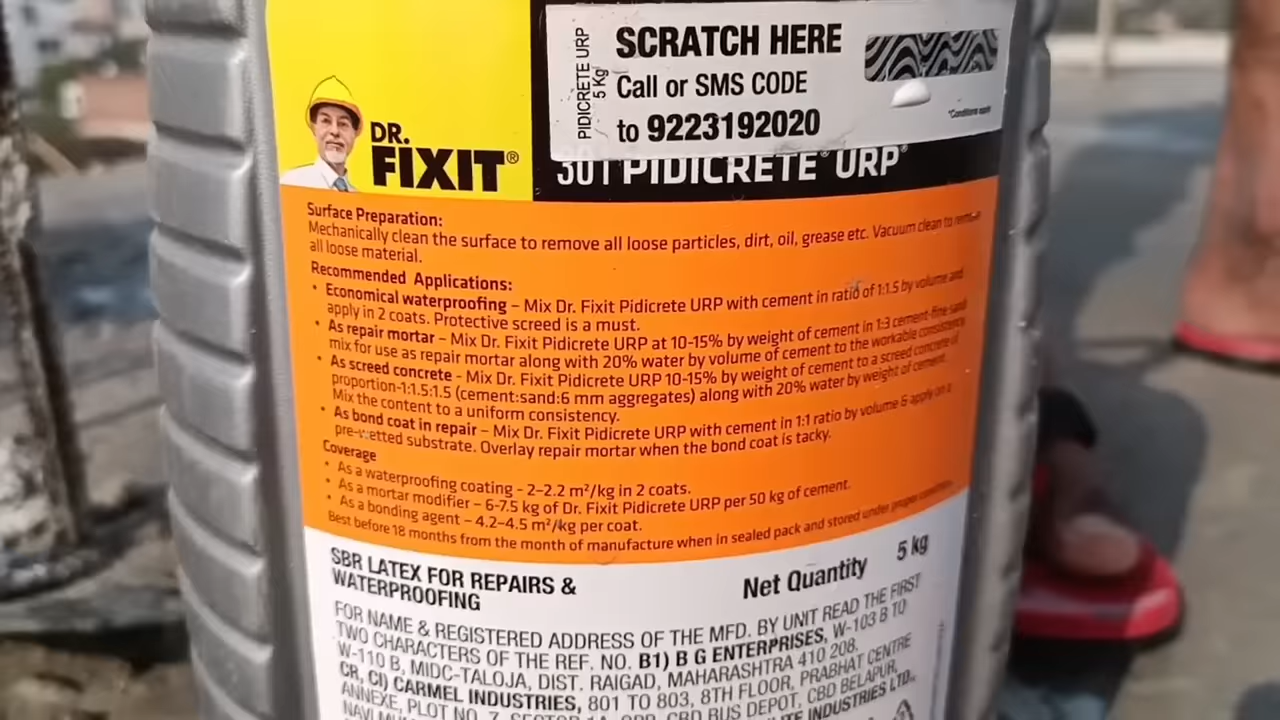 PIDICRETE URP
5 Kg
SCRATCH HERE
Call or SMS CODE
to 9223192020
*Conditions apply
DR.
FIXIT®
301 PIDICRETE® URP®
Surface Preparation:
Mechanically clean the surface to remove all loose particles, dirt, oil, grease etc. Vacuum clean to remove
all loose material.
Recommended Applications:
• Economical waterproofing – Mix Dr. Fixit Pidicrete URP with cement in ratio of 1:1.5 by volume and
apply in 2 coats. Protective screed is a must.
• As repair mortar – Mix Dr. Fixit Pidicrete URP at 10-15% by weight of cement in 1:3 cement-fine-sand
mix for use as repair mortar along with 20% water by volume of cement to the workable consistency.
• As screed concrete - Mix Dr. Fixit Pidicrete URP 10-15% by weight of cement to a screed concrete of
proportion-1:1.5:1.5 (cement:sand:6 mm aggregates) along with 20% water by weight of cement.
Mix the content to a uniform consistency.
• As bond coat in repair – Mix Dr. Fixit Pidicrete URP with cement in 1:1 ratio by volume & apply on a
pre-wetted substrate. Overlay repair mortar when the bond coat is tacky.
Coverage
• As a waterproofing coating - 2–2.2 m²/kg in 2 coats.
• As a mortar modifier – 6-7.5 kg of Dr. Fixit Pidicrete URP per 50 kg of cement.
• As a bonding agent – 4.2–4.5 m²/kg per coat.
Best before 18 months from the month of manufacture when in sealed pack and stored under proper condition.
SBR LATEX FOR REPAIRS &
WATERPROOFING
Net Quantity 5 kg
FOR NAME & REGISTERED ADDRESS OF THE MFD. BY UNIT READ THE FIRST
TWO CHARACTERS OF THE REF. NO. B1) B G ENTERPRISES, W-103 B TO
W-110 B, MIDC-TALOJA, DIST. RAIGAD, MAHARASHTRA 410 208.
CR, CI) CARMEL INDUSTRIES, 801 TO 803, 8TH FLOOR, PRABHAT CENTRE
ANNEXE, PLOT NO. 7, SECTOR 1A, OPP. CBD BUS DEPOT, CBD BELAPUR,
INDUSTRIES LTD.